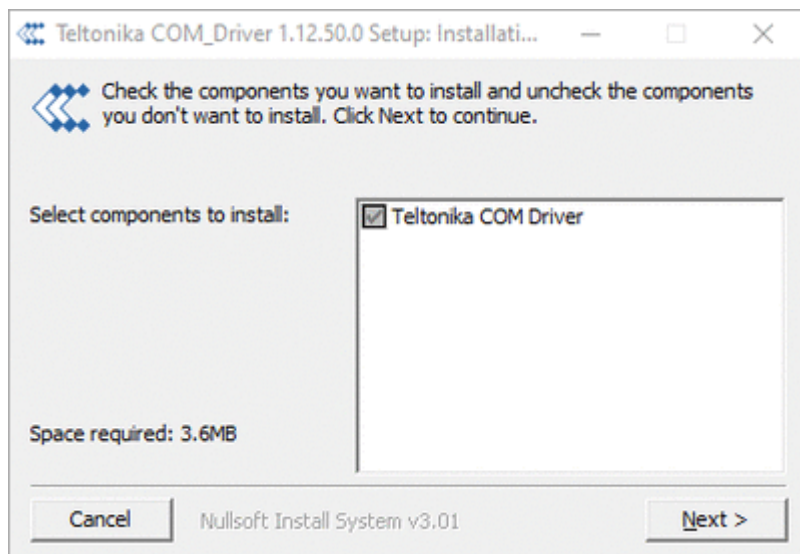 Teltonika COM_Driver 1.12.50.0 Setup: Installati...
Check the components you want to install and uncheck the components
you don't want to install. Click Next to continue.
Select components to install:
Teltonika COM Driver
Space required: 3.6MB
Cancel
Nullsoft Install System v3.01
Next >